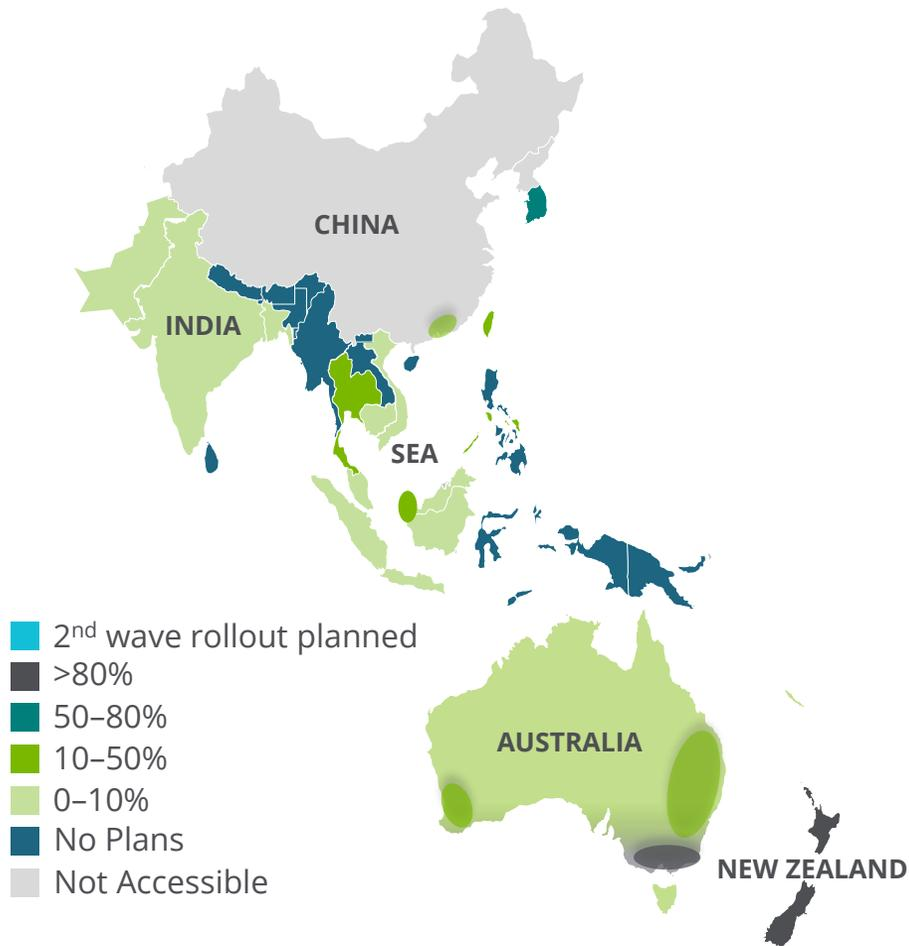 CHINA
INDIA
SEA
2nd wave rollout planned
>80%
50–80%
10–50%
0–10%
No Plans
Not Accessible
AUSTRALIA
NEW ZEALAND